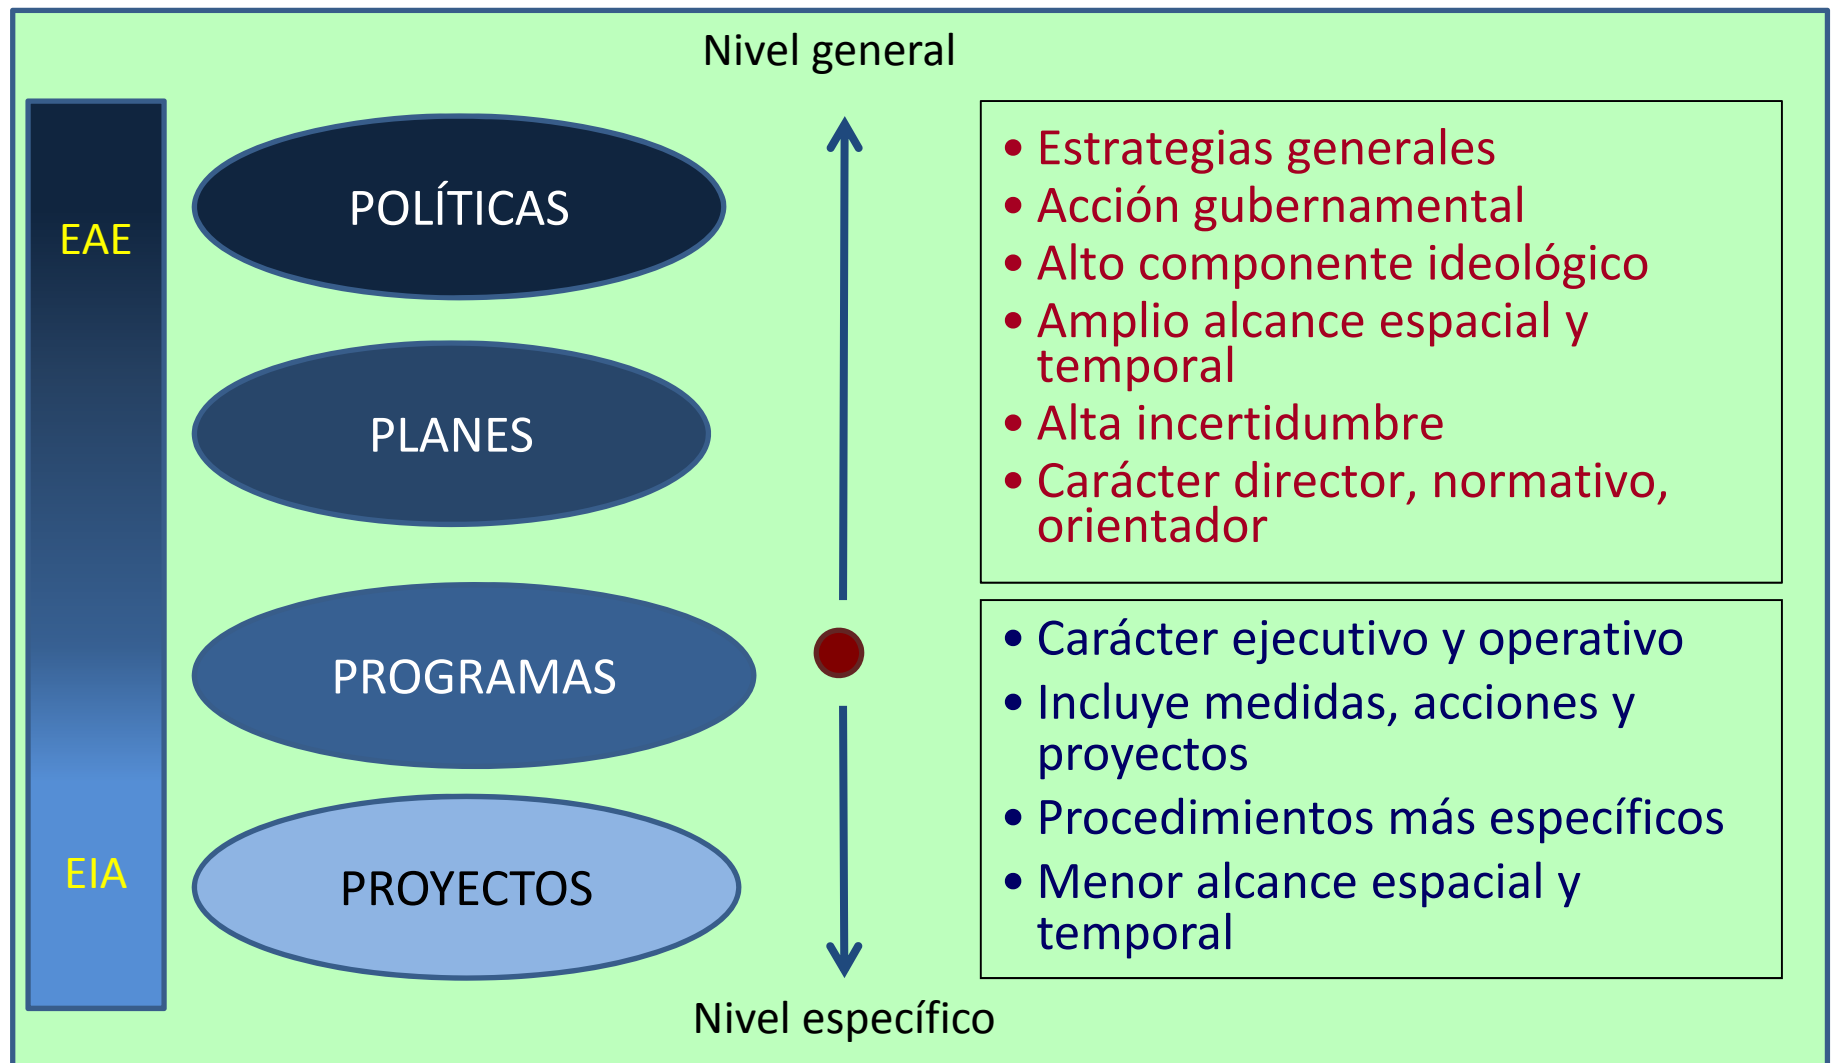 Nivel general
EAE
EIA
POLÍTICAS
PLANES
PROGRAMAS
PROYECTOS
• Estrategias generales
• Acción gubernamental
• Alto componente ideológico
• Amplio alcance espacial y
temporal
• Alta incertidumbre
• Carácter director, normativo,
orientador
• Carácter ejecutivo y operativo
• Incluye medidas, acciones y
proyectos
• Procedimientos más específicos
• Menor alcance espacial y
temporal
Nivel específico